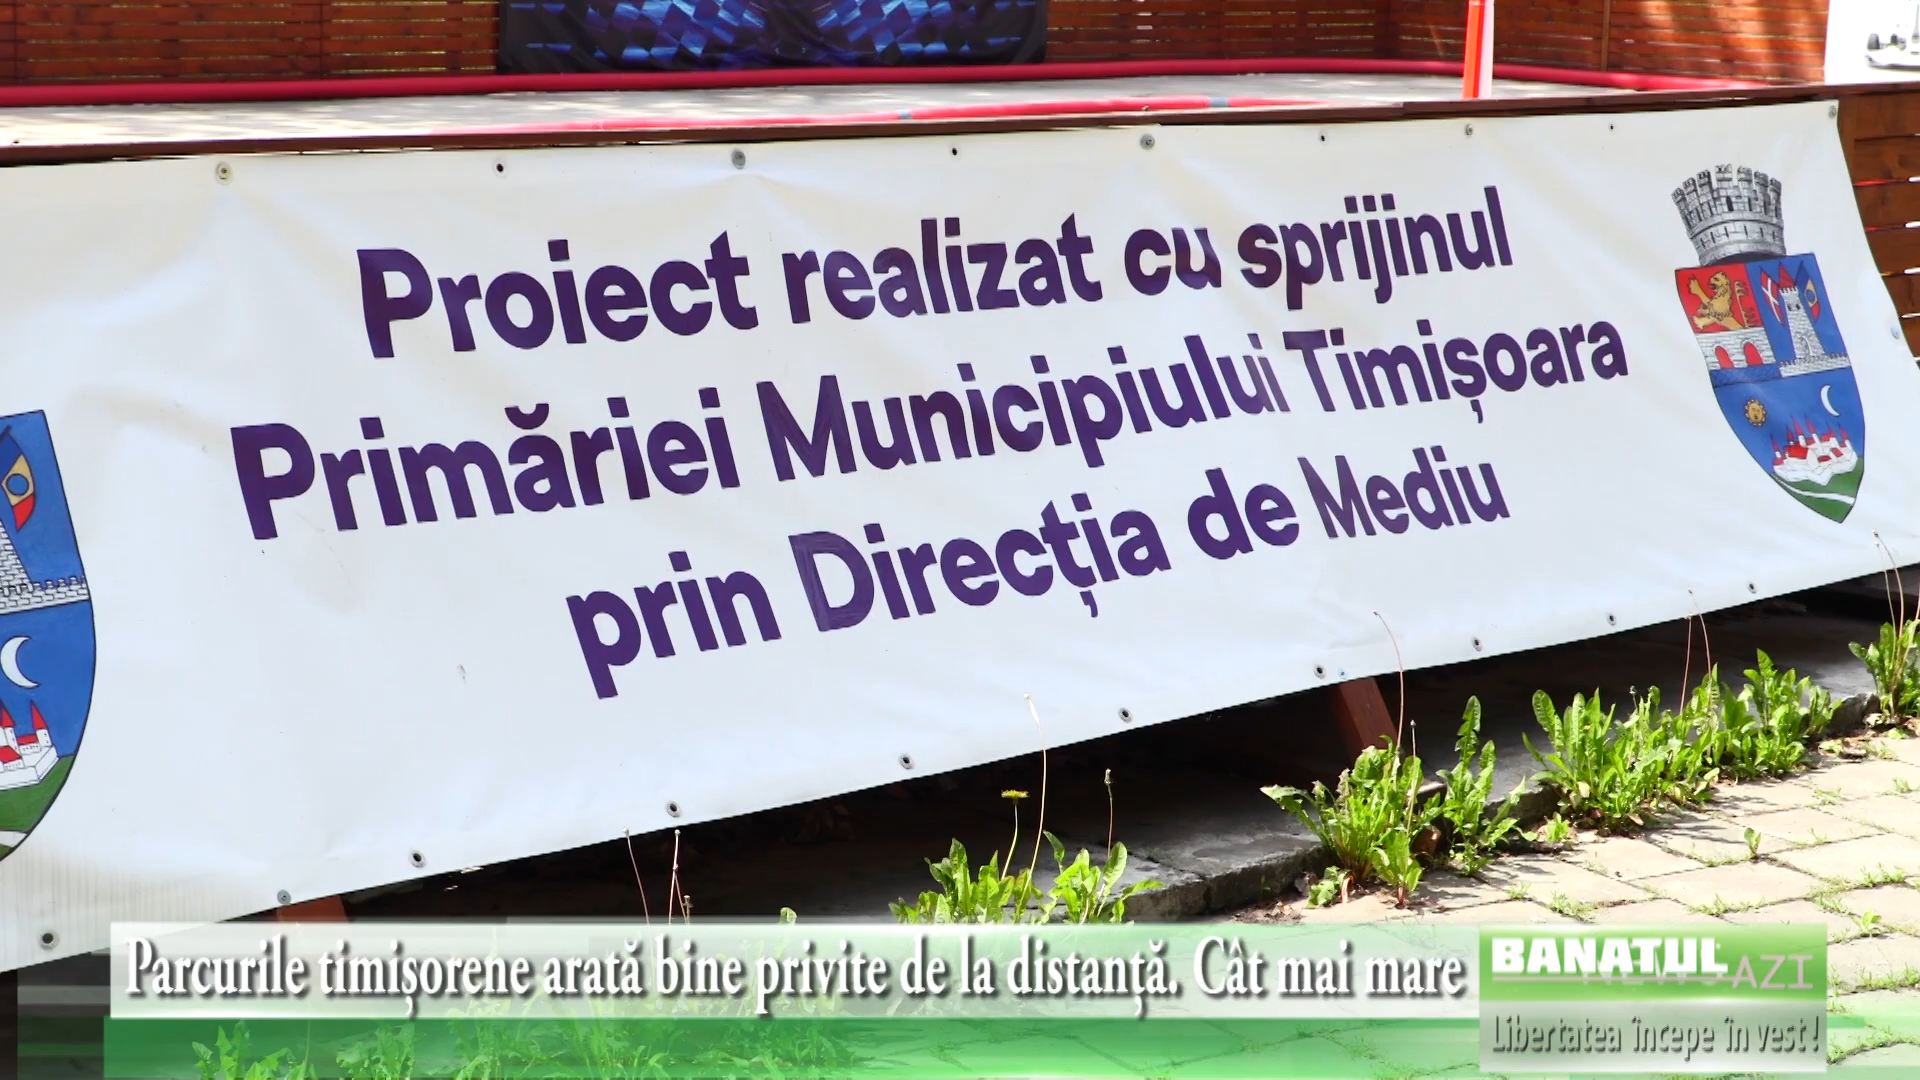 Proiect realizat cu sprijinul
Primăriei Municipiului Timișoara
prin Direcția de Mediu
Parcurile timișorene arată bine privite de la distanță. Cât mai mare
BANATUL
AZI
Libertatea începe în vest!